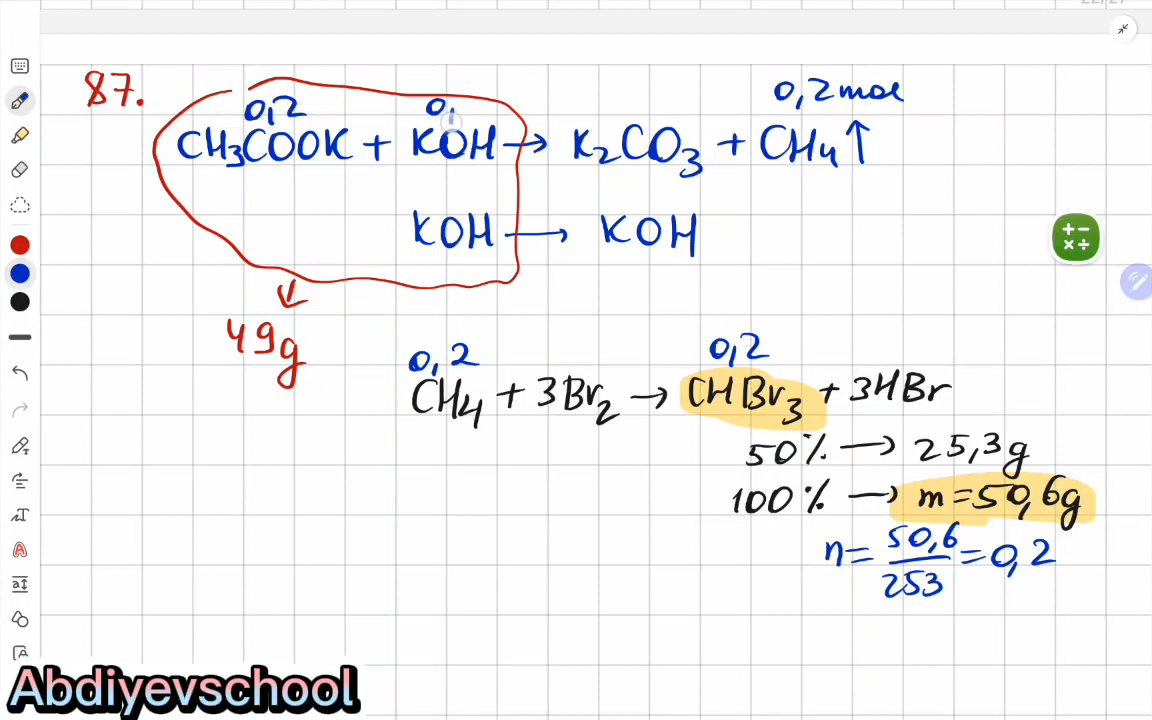 87.
0,2 0, 0,2 mol
CH₃COOK + KOH → K₂CO₃ + CH₄↑
KOH → KOH
49g
0,2 0,2
CH₄ + 3Br₂ → CHBr₃ + 3HBr
50% → 25,3g
100% → m=50,6g
n = 50,6/253 = 0,2
Abdiyevschool